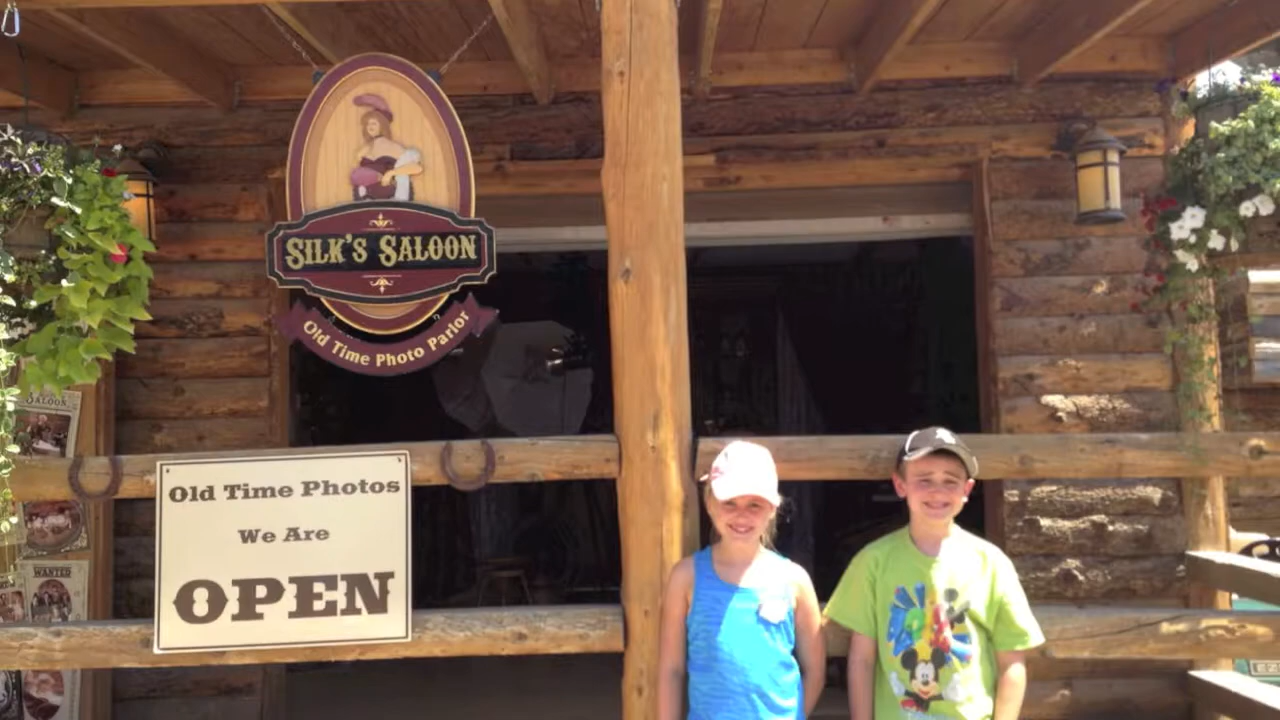 SILK'S SALOON
Old Time Photo Parlor
Old Time Photos
We Are
OPEN
SALOON
WANTED